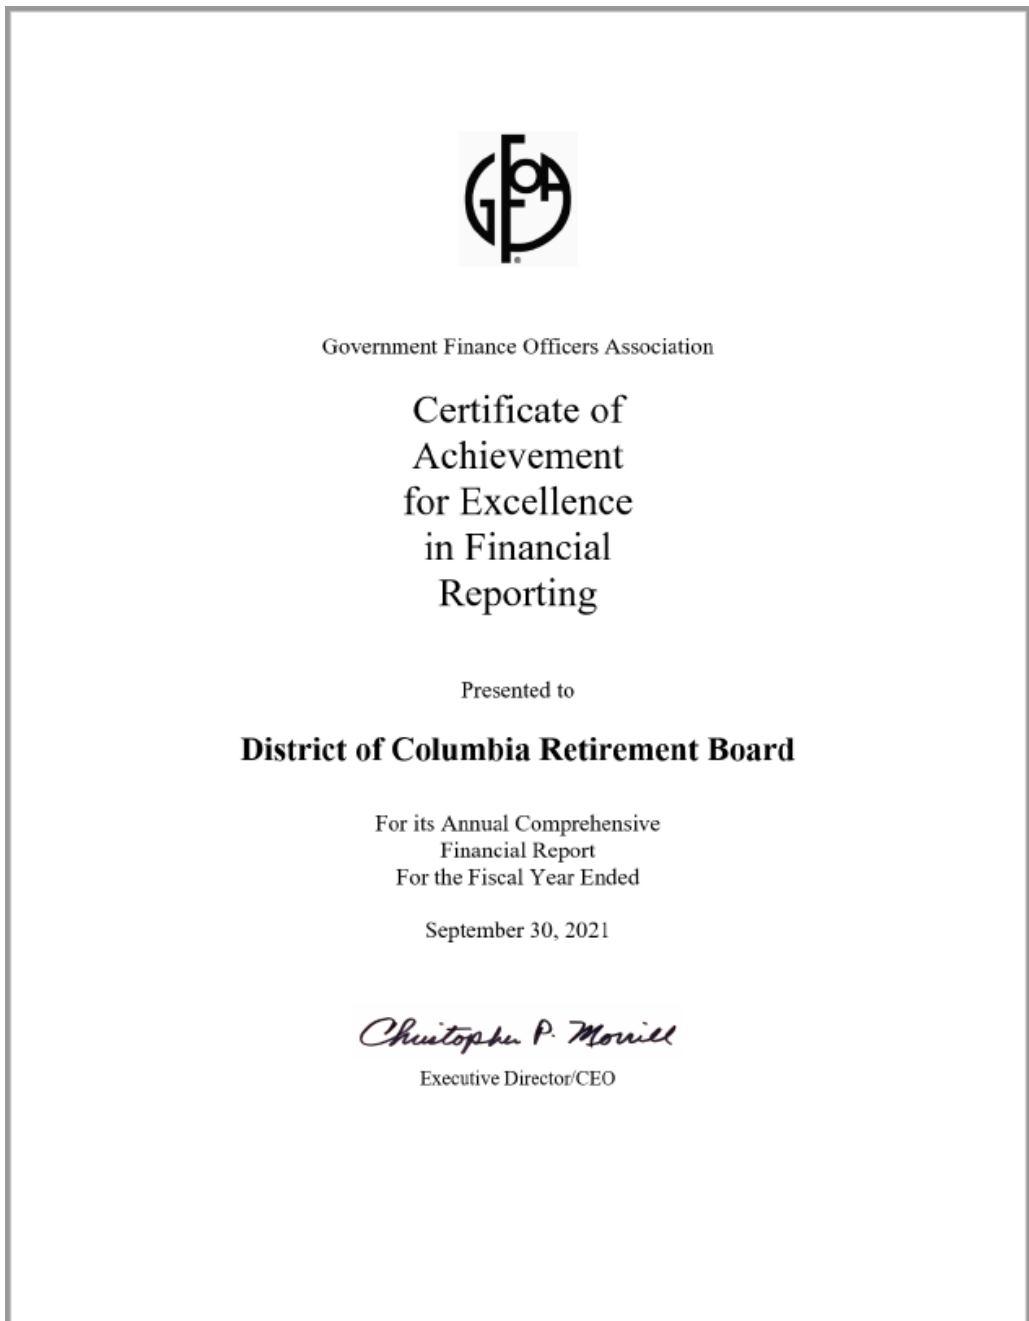 GFOA
®
Government Finance Officers Association
Certificate of
Achievement
for Excellence
in Financial
Reporting
Presented to
District of Columbia Retirement Board
For its Annual Comprehensive
Financial Report
For the Fiscal Year Ended
September 30, 2021
Christopher P. Morrill
Executive Director/CEO